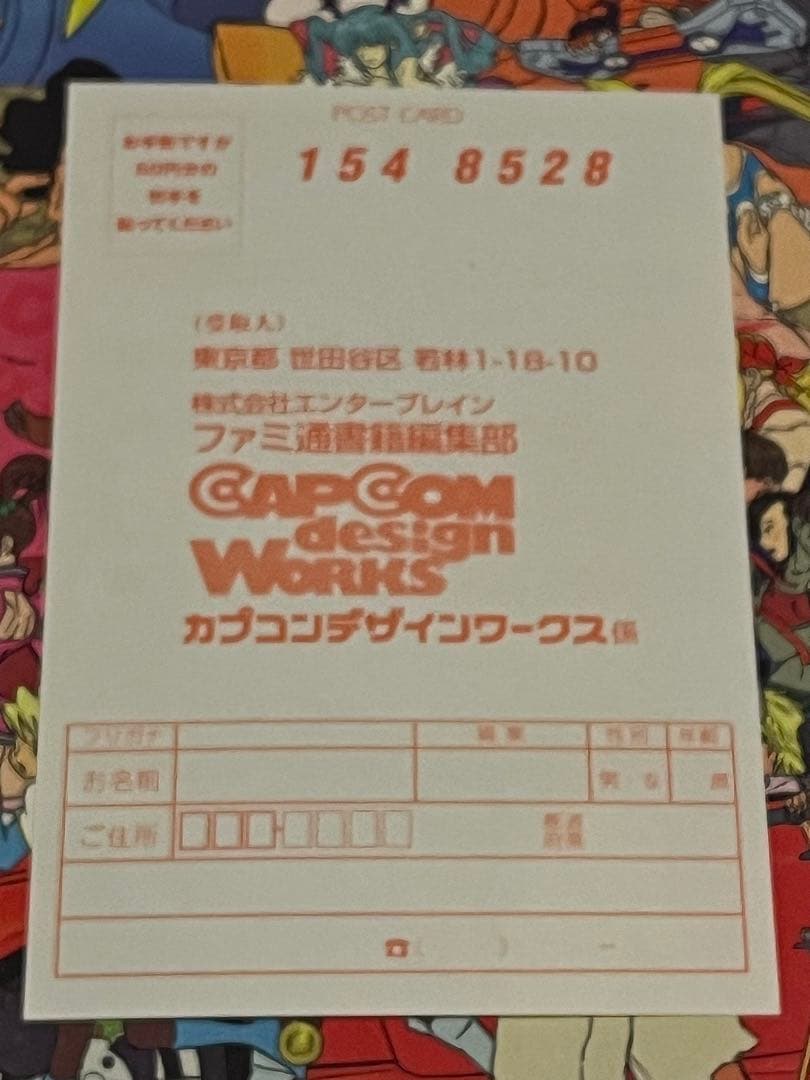 POST CARD
お手数ですが
50円分の
切手を
貼ってください
154 8528
(受取人)
東京都 世田谷区 若林1-18-10
株式会社エンターブレイン
ファミ通書籍編集部
CAPCOM
design
WORKS
カプコンデザインワークス係
フリガナ 職業 性別 年齢
お名前 男・女 歳
ご住所 都道
府県
☎( ) －